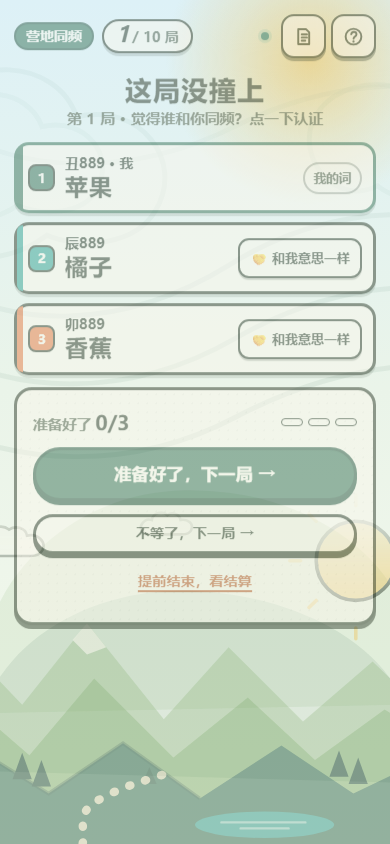 营地同频
1 / 10 局
这局没撞上
第 1 局 • 觉得谁和你同频？点一下认证
1
丑889 • 我
苹果
我的词
2
辰889
橘子
和我意思一样
3
卯889
香蕉
和我意思一样
准备好了 0/3
准备好了，下一局 →
不等了，下一局 →
提前结束，看结算